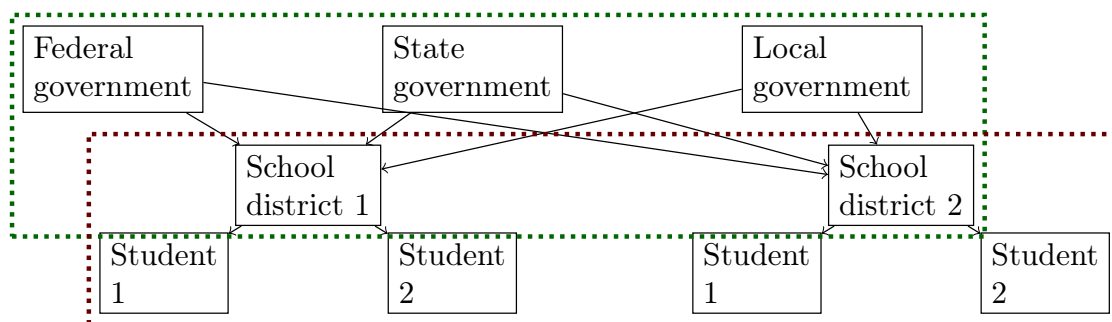 Federal
government
State
government
Local
government
School
district 1
School
district 2
Student
1
Student
2
Student
1
Student
2